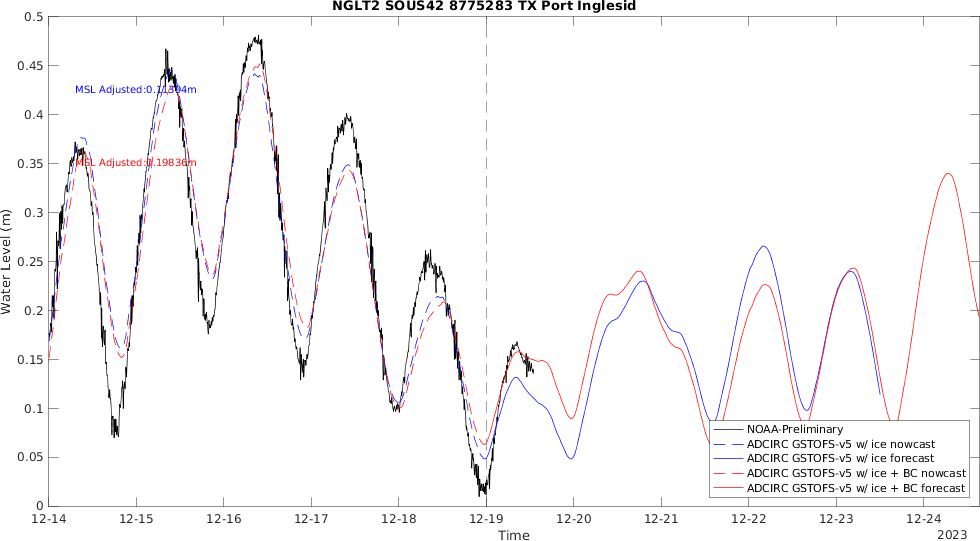 NGLT2 SOUS42 8775283 TX Port Inglesid
0.5
0.45
0.4
0.35
0.3
0.25
0.2
0.15
0.1
0.05
0
Water Level (m)
MSL Adjusted:0.11394m
MSL Adjusted:0.19836m
NOAA-Preliminary
ADCIRC GSTOFS-v5 w/ ice nowcast
ADCIRC GSTOFS-v5 w/ ice forecast
ADCIRC GSTOFS-v5 w/ ice + BC nowcast
ADCIRC GSTOFS-v5 w/ ice + BC forecast
12-14 12-15 12-16 12-17 12-18 12-19 12-20 12-21 12-22 12-23 12-24
Time
2023